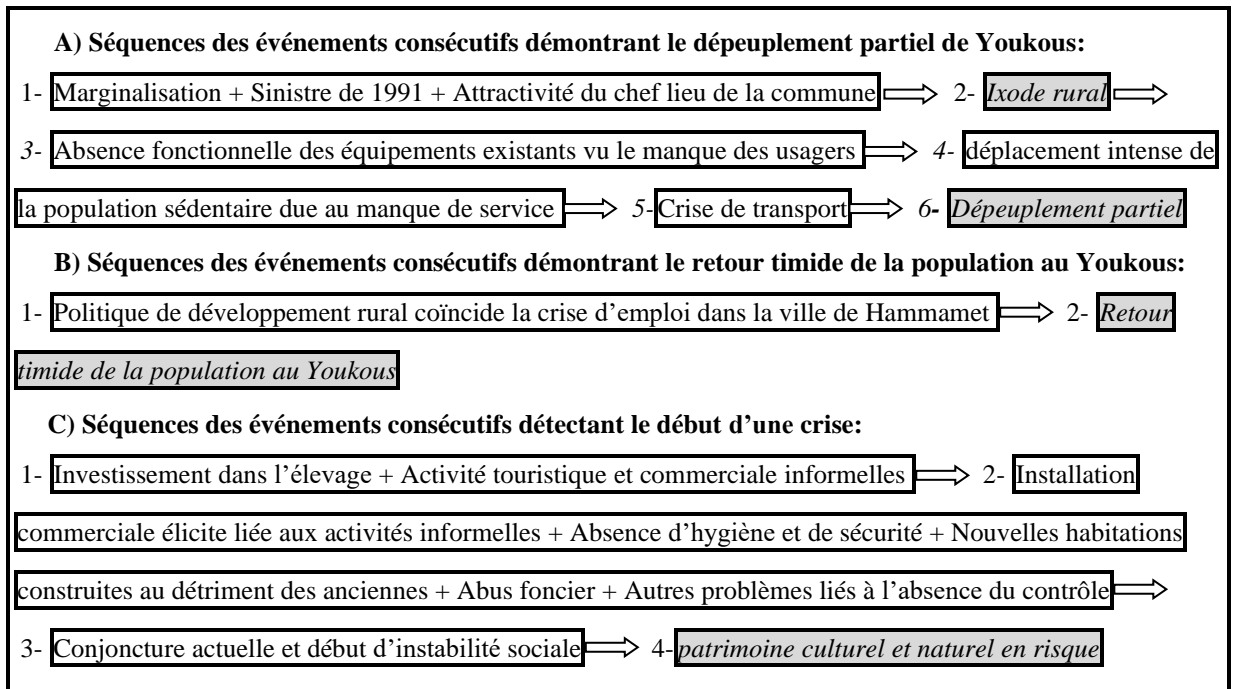 A) Séquences des événements consécutifs démontrant le dépeuplement partiel de Youkous:
1- Marginalisation + Sinistre de 1991 + Attractivité du chef lieu de la commune 2- Ixode rural
3- Absence fonctionnelle des équipements existants vu le manque des usagers 4- déplacement intense de
la population sédentaire due au manque de service 5-Crise de transport 6- Dépeuplement partiel
B) Séquences des événements consécutifs démontrant le retour timide de la population au Youkous:
1- Politique de développement rural coïncide la crise d’emploi dans la ville de Hammamet 2- Retour
timide de la population au Youkous
C) Séquences des événements consécutifs détectant le début d’une crise:
1- Investissement dans l’élevage + Activité touristique et commerciale informelles 2- Installation
commerciale élicite liée aux activités informelles + Absence d’hygiène et de sécurité + Nouvelles habitations
construites au détriment des anciennes + Abus foncier + Autres problèmes liés à l’absence du contrôle
3- Conjoncture actuelle et début d’instabilité sociale 4-patrimoine culturel et naturel en risque